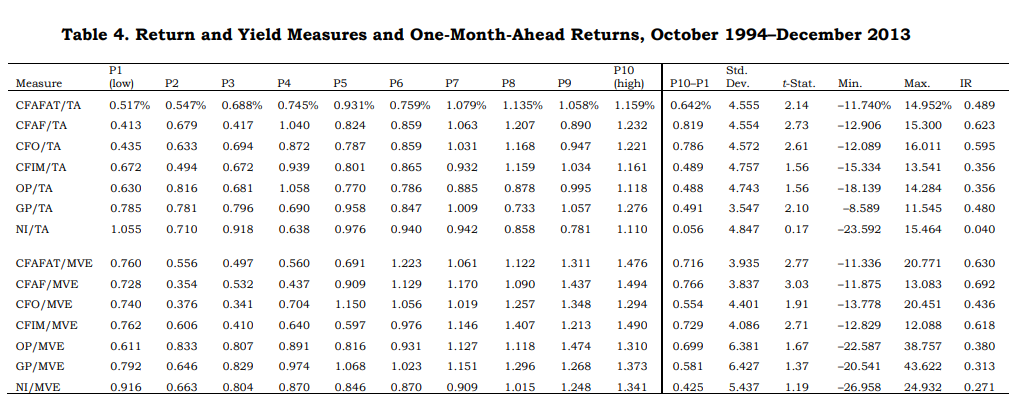 Table 4. Return and Yield Measures and One-Month-Ahead Returns, October 1994–December 2013
Measure P1 (low) P2 P3 P4 P5 P6 P7 P8 P9 P10 (high) P10–P1 Std. Dev. t-Stat. Min. Max. IR
CFAFAT/TA 0.517% 0.547% 0.688% 0.745% 0.931% 0.759% 1.079% 1.135% 1.058% 1.159% 0.642% 4.555 2.14 –11.740% 14.952% 0.489
CFAF/TA 0.413 0.679 0.417 1.040 0.824 0.859 1.063 1.207 0.890 1.232 0.819 4.554 2.73 –12.906 15.300 0.623
CFO/TA 0.435 0.633 0.694 0.872 0.787 0.859 1.031 1.168 0.947 1.221 0.786 4.572 2.61 –12.089 16.011 0.595
CFIM/TA 0.672 0.494 0.672 0.939 0.801 0.865 0.932 1.159 1.034 1.161 0.489 4.757 1.56 –15.334 13.541 0.356
OP/TA 0.630 0.816 0.681 1.058 0.770 0.786 0.885 0.878 0.995 1.118 0.488 4.743 1.56 –18.139 14.284 0.356
GP/TA 0.785 0.781 0.796 0.690 0.958 0.847 1.009 0.733 1.057 1.276 0.491 3.547 2.10 –8.589 11.545 0.480
NI/TA 1.055 0.710 0.918 0.638 0.976 0.940 0.942 0.858 0.781 1.110 0.056 4.847 0.17 –23.592 15.464 0.040
CFAFAT/MVE 0.760 0.556 0.497 0.560 0.691 1.223 1.061 1.122 1.311 1.476 0.716 3.935 2.77 –11.336 20.771 0.630
CFAF/MVE 0.728 0.354 0.532 0.437 0.909 1.129 1.170 1.090 1.437 1.494 0.766 3.837 3.03 –11.875 13.083 0.692
CFO/MVE 0.740 0.376 0.341 0.704 1.150 1.056 1.019 1.257 1.348 1.294 0.554 4.401 1.91 –13.778 20.451 0.436
CFIM/MVE 0.762 0.606 0.410 0.640 0.597 0.976 1.146 1.407 1.213 1.490 0.729 4.086 2.71 –12.829 12.088 0.618
OP/MVE 0.611 0.833 0.807 0.891 0.816 0.931 1.127 1.118 1.474 1.310 0.699 6.381 1.67 –22.587 38.757 0.380
GP/MVE 0.792 0.646 0.829 0.974 1.068 1.023 1.151 1.296 1.268 1.373 0.581 6.427 1.37 –20.541 43.622 0.313
NI/MVE 0.916 0.663 0.804 0.870 0.846 0.870 0.909 1.015 1.248 1.341 0.425 5.437 1.19 –26.958 24.932 0.271